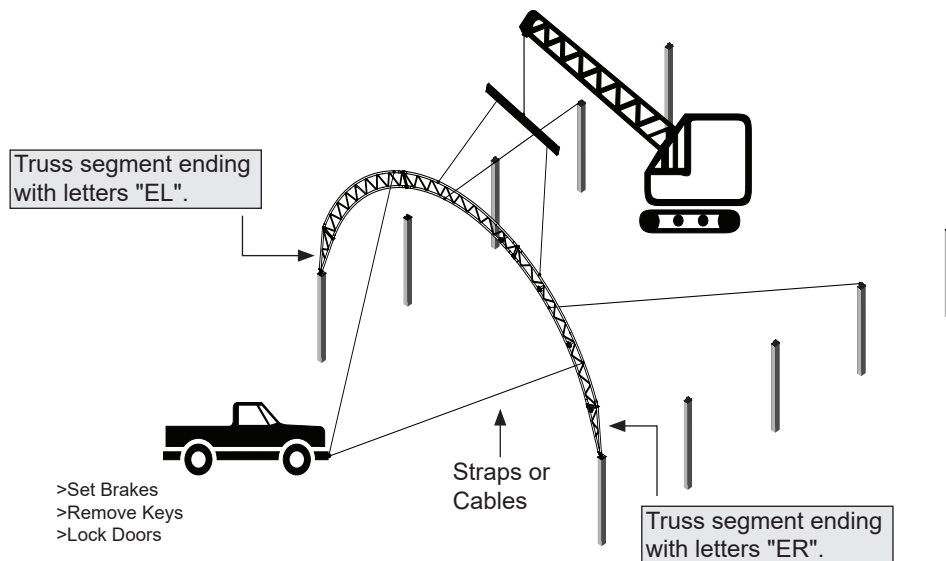 Truss segment ending
with letters "EL".
>Set Brakes
>Remove Keys
>Lock Doors
Straps or
Cables
Truss segment ending
with letters "ER".